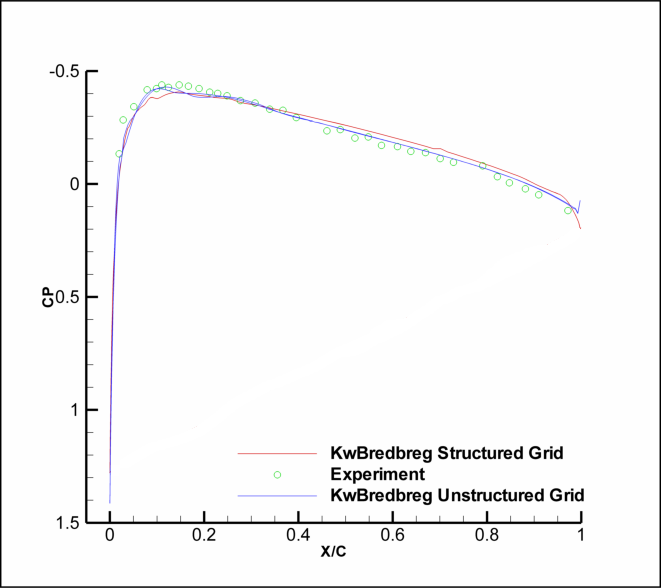 -0.5
0
0.5
1
1.5
CP
0 0.2 0.4 0.6 0.8 1
X/C
KwBredbreg Structured Grid
Experiment
KwBredbreg Unstructured Grid